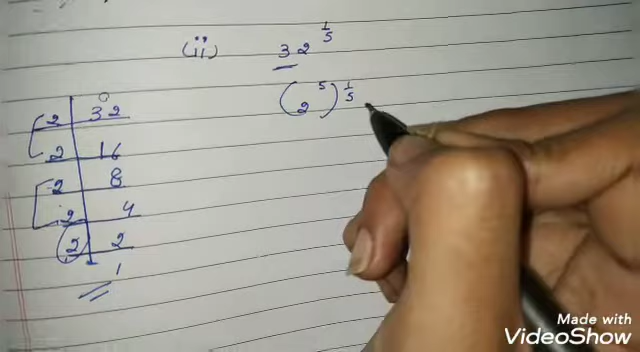 (ii) 32^(1/5)
(2^5)^(1/5)
2 | 32
2 | 16
2 | 8
2 | 4
2 | 2
1
Made with
VideoShow